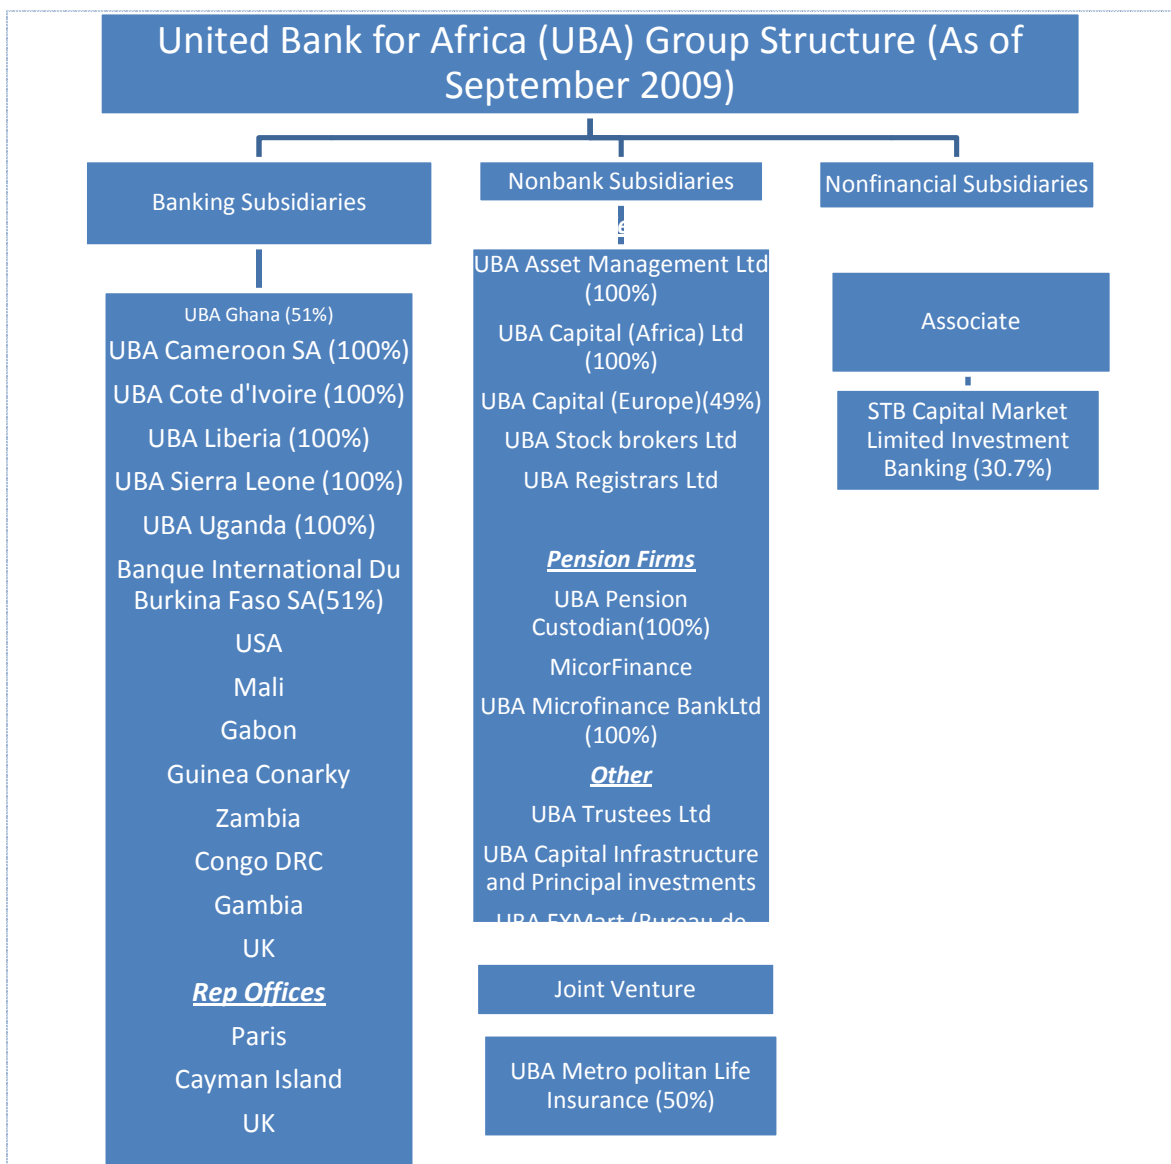 United Bank for Africa (UBA) Group Structure (As of
September 2009)
Banking Subsidiaries
UBA Ghana (51%)
UBA Cameroon SA (100%)
UBA Cote d'Ivoire (100%)
UBA Liberia (100%)
UBA Sierra Leone (100%)
UBA Uganda (100%)
Banque International Du
Burkina Faso SA(51%)
USA
Mali
Gabon
Guinea Conarky
Zambia
Congo DRC
Gambia
UK
Rep Offices
Paris
Cayman Island
UK
Nonbank Subsidiaries
UBA Asset Management Ltd
(100%)
UBA Capital (Africa) Ltd
(100%)
UBA Capital (Europe)(49%)
UBA Stock brokers Ltd
UBA Registrars Ltd
Pension Firms
UBA Pension
Custodian(100%)
MicorFinance
UBA Microfinance BankLtd
(100%)
Other
UBA Trustees Ltd
UBA Capital Infrastructure
and Principal investments
UBA FXMart (Bureau de
Joint Venture
UBA Metro politan Life
Insurance (50%)
Nonfinancial Subsidiaries
Associate
STB Capital Market
Limited Investment
Banking (30.7%)